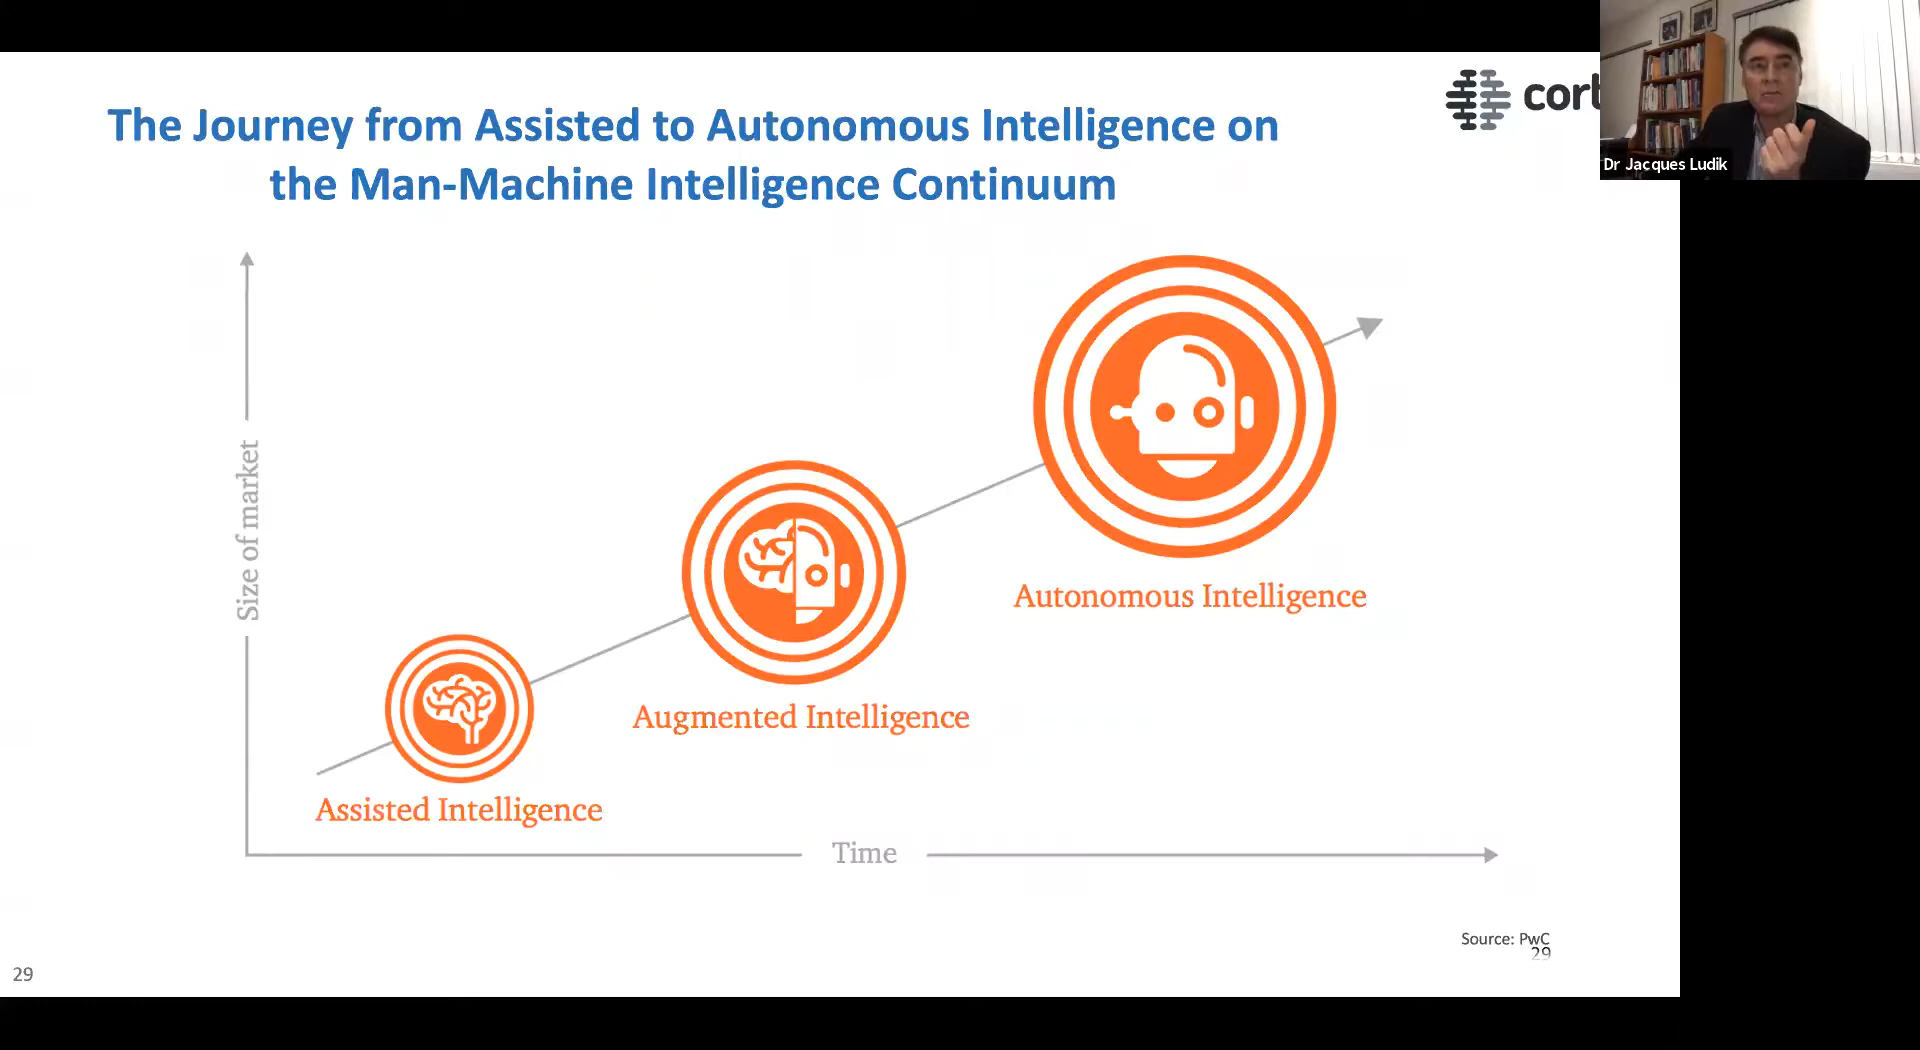 The Journey from Assisted to Autonomous Intelligence on
the Man-Machine Intelligence Continuum
Dr Jacques Ludik
Size of market
Autonomous Intelligence
Augmented Intelligence
Assisted Intelligence
Time
Source: PwC
29
29